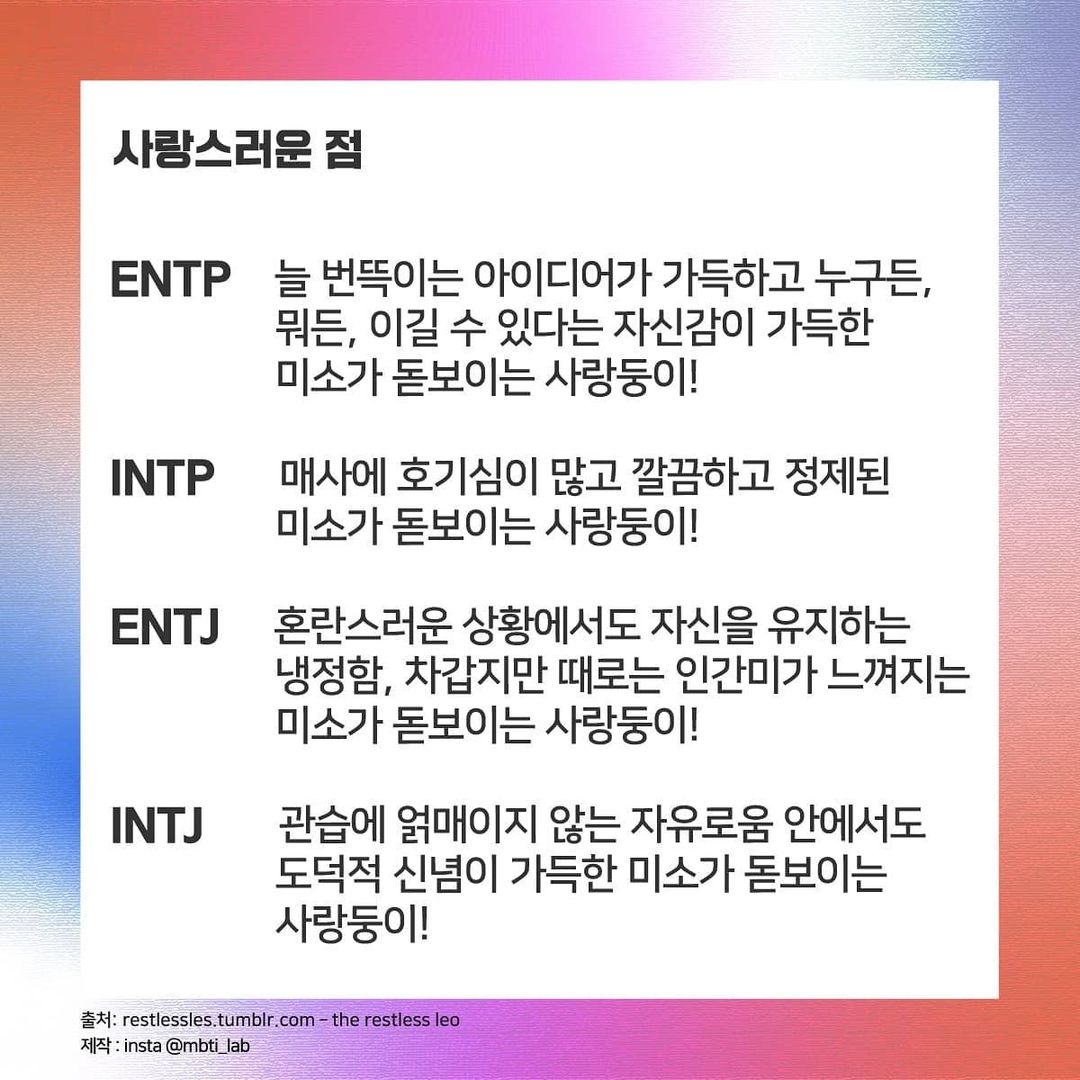 사랑스러운 점
ENTP 늘 번뜩이는 아이디어가 가득하고 누구든,
뭐든, 이길 수 있다는 자신감이 가득한
미소가 돋보이는 사랑둥이!
INTP 매사에 호기심이 많고 깔끔하고 정제된
미소가 돋보이는 사랑둥이!
ENTJ 혼란스러운 상황에서도 자신을 유지하는
냉정함, 차갑지만 때로는 인간미가 느껴지는
미소가 돋보이는 사랑둥이!
INTJ 관습에 얽매이지 않는 자유로움 안에서도
도덕적 신념이 가득한 미소가 돋보이는
사랑둥이!
출처: restlessles.tumblr.com - the restless leo
제작 : insta @mbti_lab